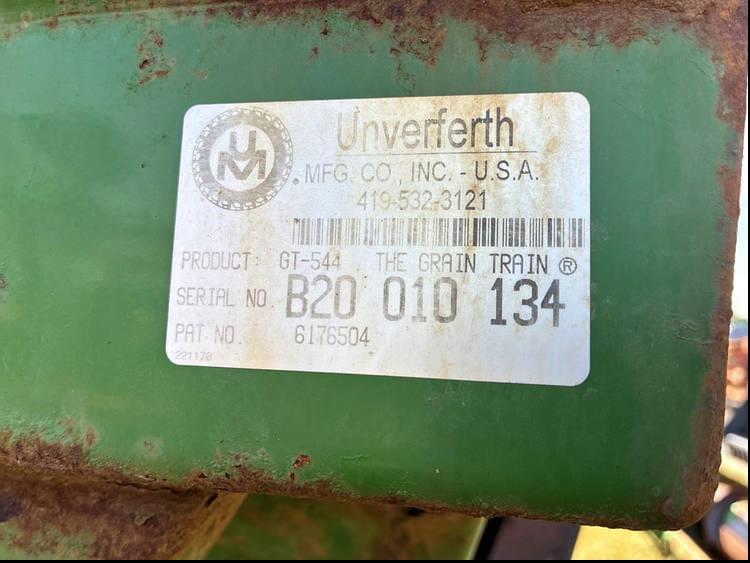 UM
Unverferth
MFG. CO., INC. - U.S.A.
419-532-3121
PRODUCT: GT-544 THE GRAIN TRAIN ®
SERIAL NO. B20 010 134
PAT. NO. 6176504
221170